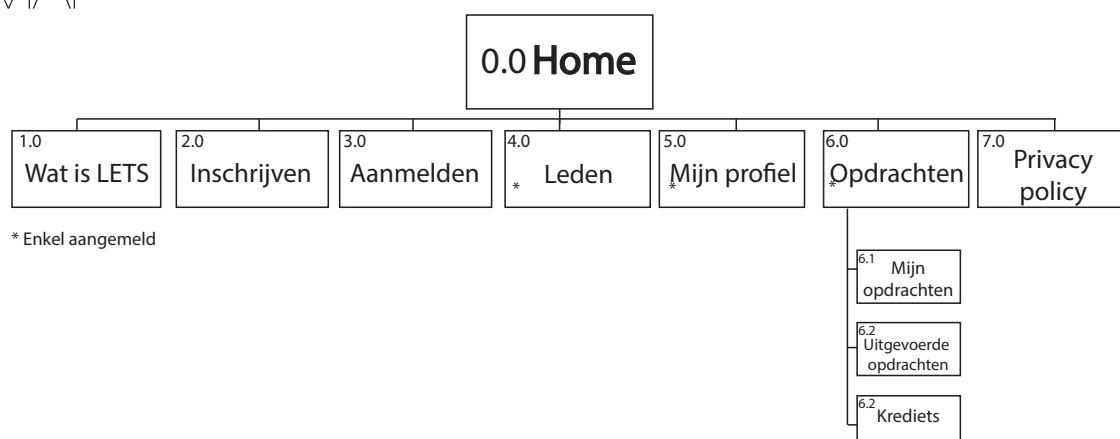 0.0 Home
1.0
Wat is LETS
2.0
Inschrijven
3.0
Aanmelden
4.0
* Leden
5.0
* Mijn profiel
6.0
* Opdrachten
7.0
Privacy
policy
* Enkel aangemeld
6.1
Mijn
opdrachten
6.2
Uitgevoerde
opdrachten
6.2
Krediets